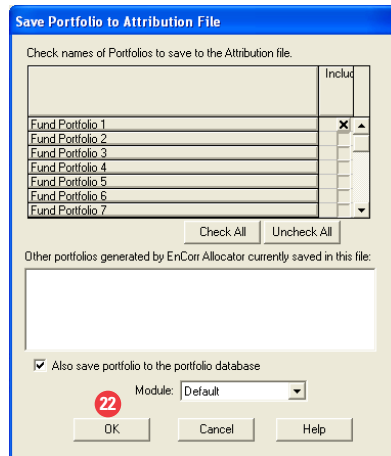 Save Portfolio to Attribution File
Check names of Portfolios to save to the Attribution file.
Includ
Fund Portfolio 1
Fund Portfolio 2
Fund Portfolio 3
Fund Portfolio 4
Fund Portfolio 5
Fund Portfolio 6
Fund Portfolio 7
Check All Uncheck All
Other portfolios generated by EnCorr Allocator currently saved in this file:
Also save portfolio to the portfolio database
Module: Default
22
OK Cancel Help